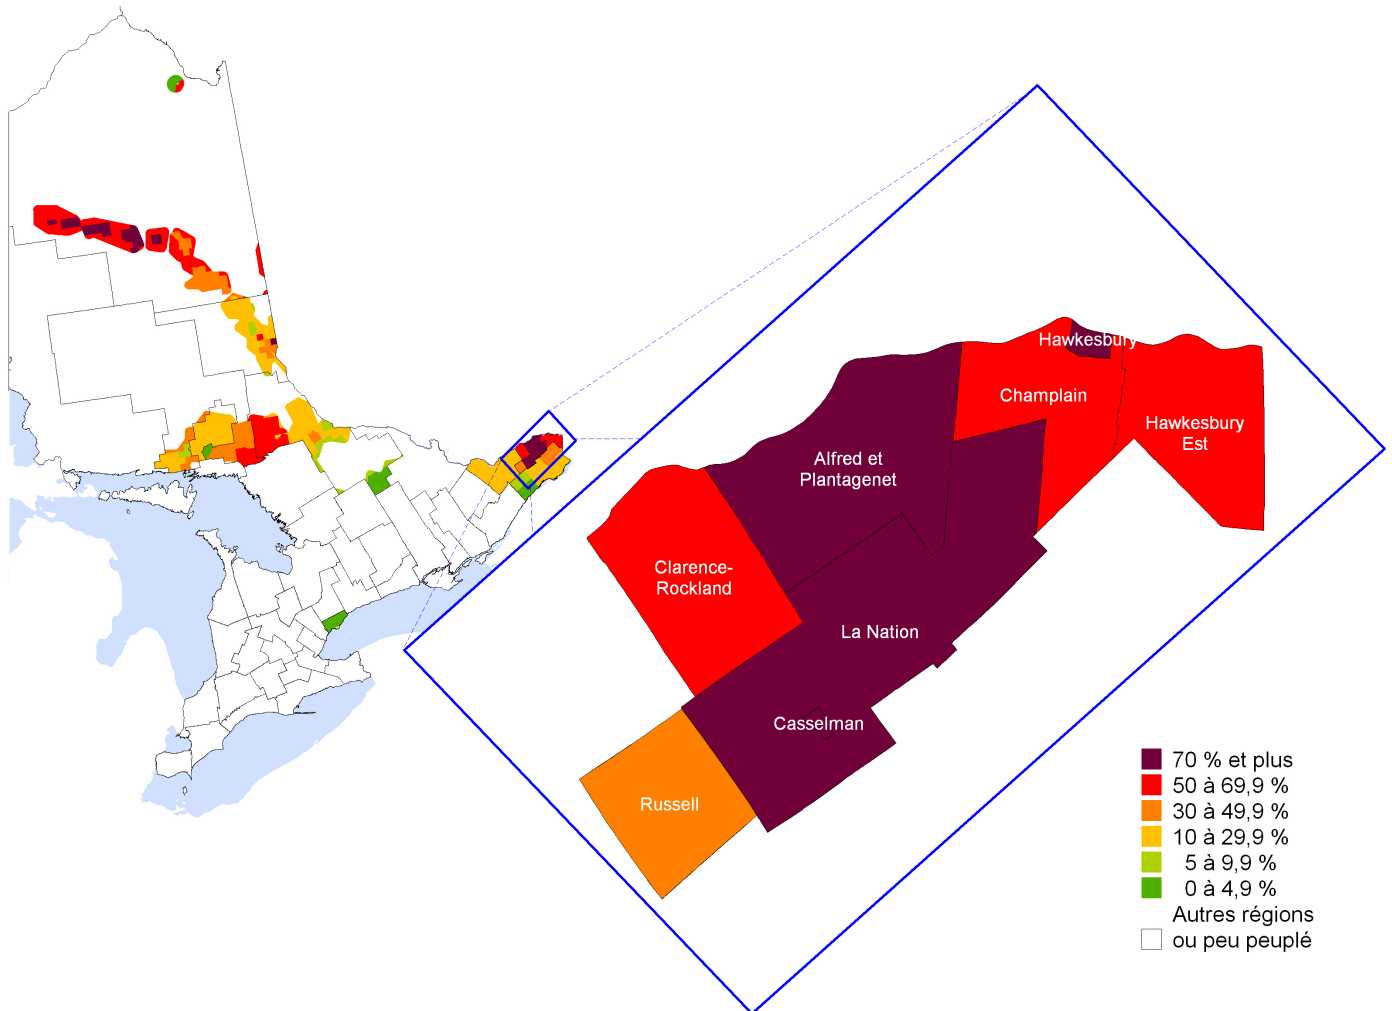 Hawkesbury
Champlain
Hawkesbury
Est
Alfred et
Plantagenet
Clarence-
Rockland
La Nation
Casselman
Russell
70 % et plus
50 à 69,9 %
30 à 49,9 %
10 à 29,9 %
5 à 9,9 %
0 à 4,9 %
Autres régions
ou peu peuplé